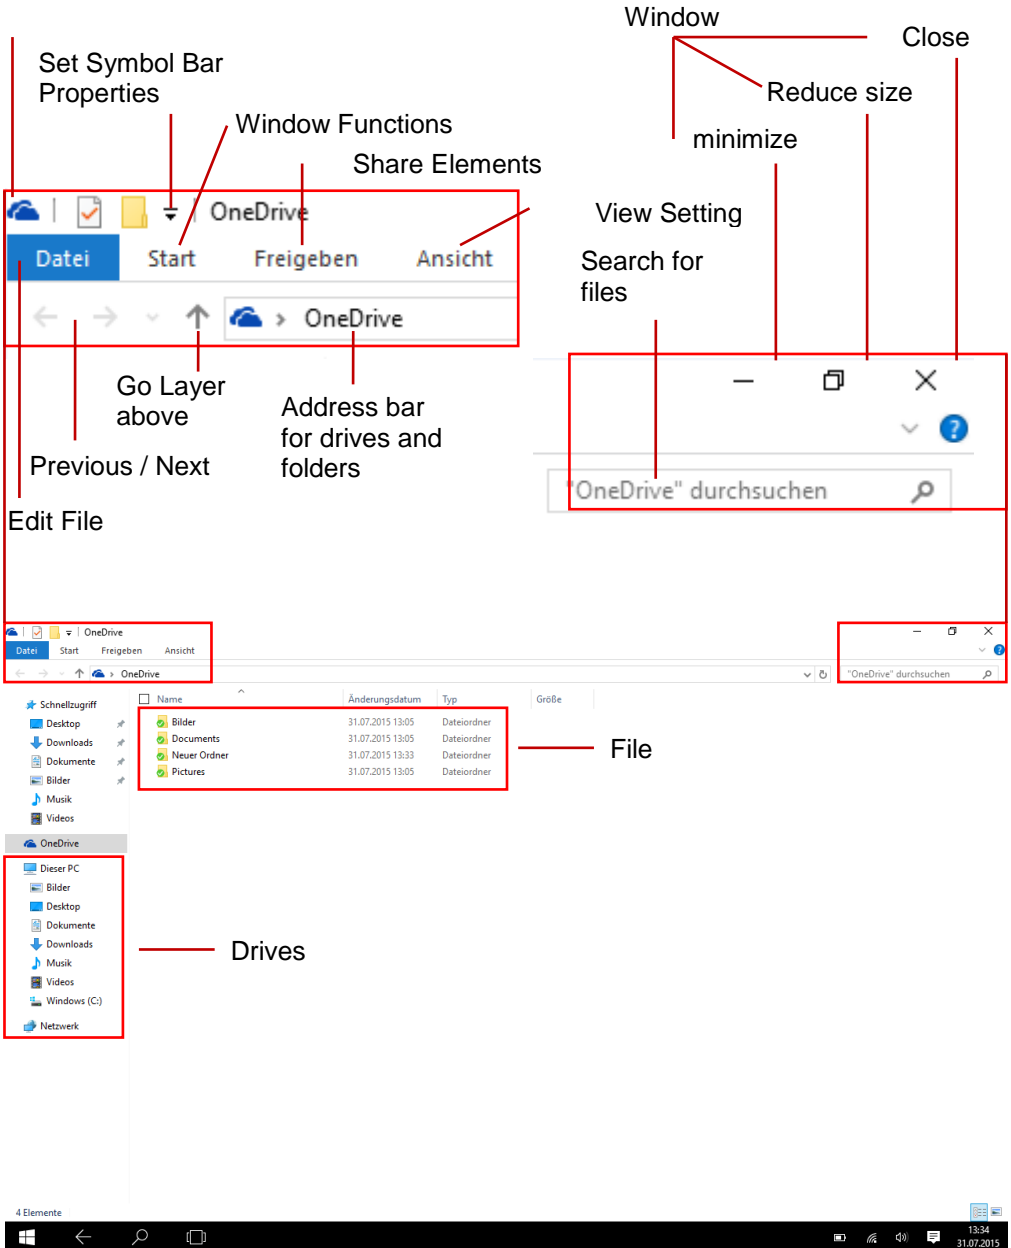 Window
Close
Set Symbol Bar
Properties
Reduce size
Window Functions
minimize
Share Elements
OneDrive
View Setting
Datei Start Freigeben Ansicht
Search for
files
OneDrive
Go Layer
above
Address bar
for drives and
folders
Previous / Next
"OneDrive" durchsuchen
Edit File
OneDrive
Datei Start Freigeben Ansicht
OneDrive
"OneDrive" durchsuchen
Name Änderungsdatum Typ Größe
Bilder 31.07.2015 13:05 Dateiordner
Documents 31.07.2015 13:05 Dateiordner
Neuer Ordner 31.07.2015 13:33 Dateiordner
Pictures 31.07.2015 13:05 Dateiordner
File
Schnellzugriff
Desktop
Downloads
Dokumente
Bilder
Musik
Videos
OneDrive
Dieser PC
Bilder
Desktop
Dokumente
Downloads
Musik
Videos
Windows (C:)
Netzwerk
Drives
4 Elemente
13:34
31.07.2015